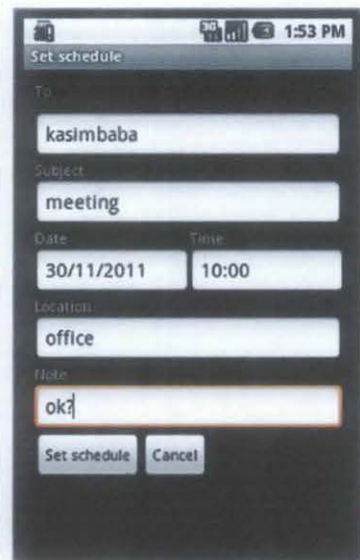 3G
1:53 PM
Set schedule
To
kasimbaba
Subject
meeting
Date Time
30/11/2011 10:00
Location
office
Note
ok?
Set schedule Cancel